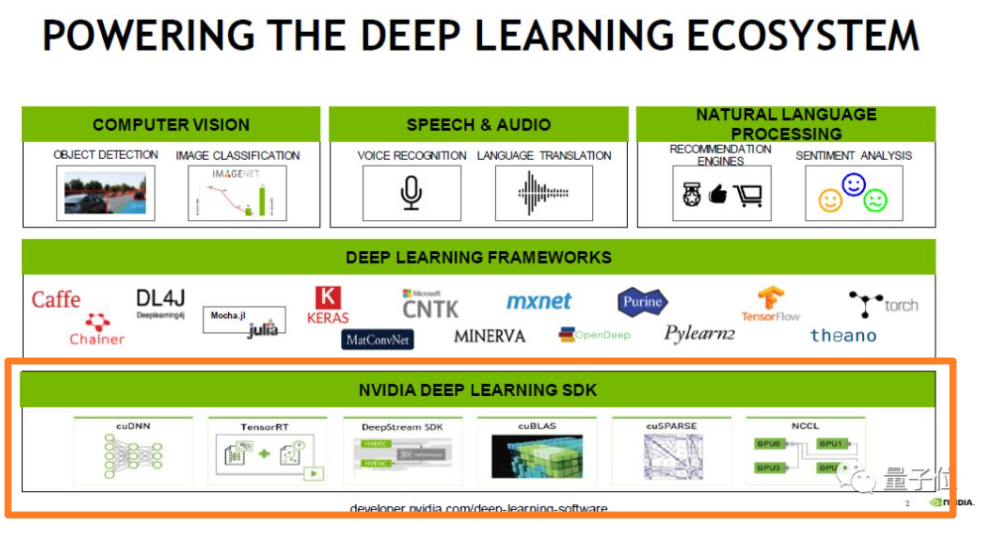 POWERING THE DEEP LEARNING ECOSYSTEM
COMPUTER VISION
SPEECH & AUDIO
NATURAL LANGUAGE
PROCESSING
OBJECT DETECTION
IMAGE CLASSIFICATION
VOICE RECOGNITION
LANGUAGE TRANSLATION
RECOMMENDATION
ENGINES
SENTIMENT ANALYSIS
IMAGENET
DEEP LEARNING FRAMEWORKS
Caffe
Chainer
DL4J
Deeplearning4j
Mocha.jl
julia
K
KERAS
MatConvNet
Microsoft
CNTK
MINERVA
mxnet
OpenDeep
Purine
Pylearn2
TensorFlow
theano
torch
NVIDIA DEEP LEARNING SDK
cuDNN
TensorRT
DeepStream SDK
cuBLAS
cuSPARSE
NCCL
NVDEC
NVENC
GPU0
GPU1
GPU3
量子位
developer.nvidia.com/deep-learning-software
2
NVIDIA.